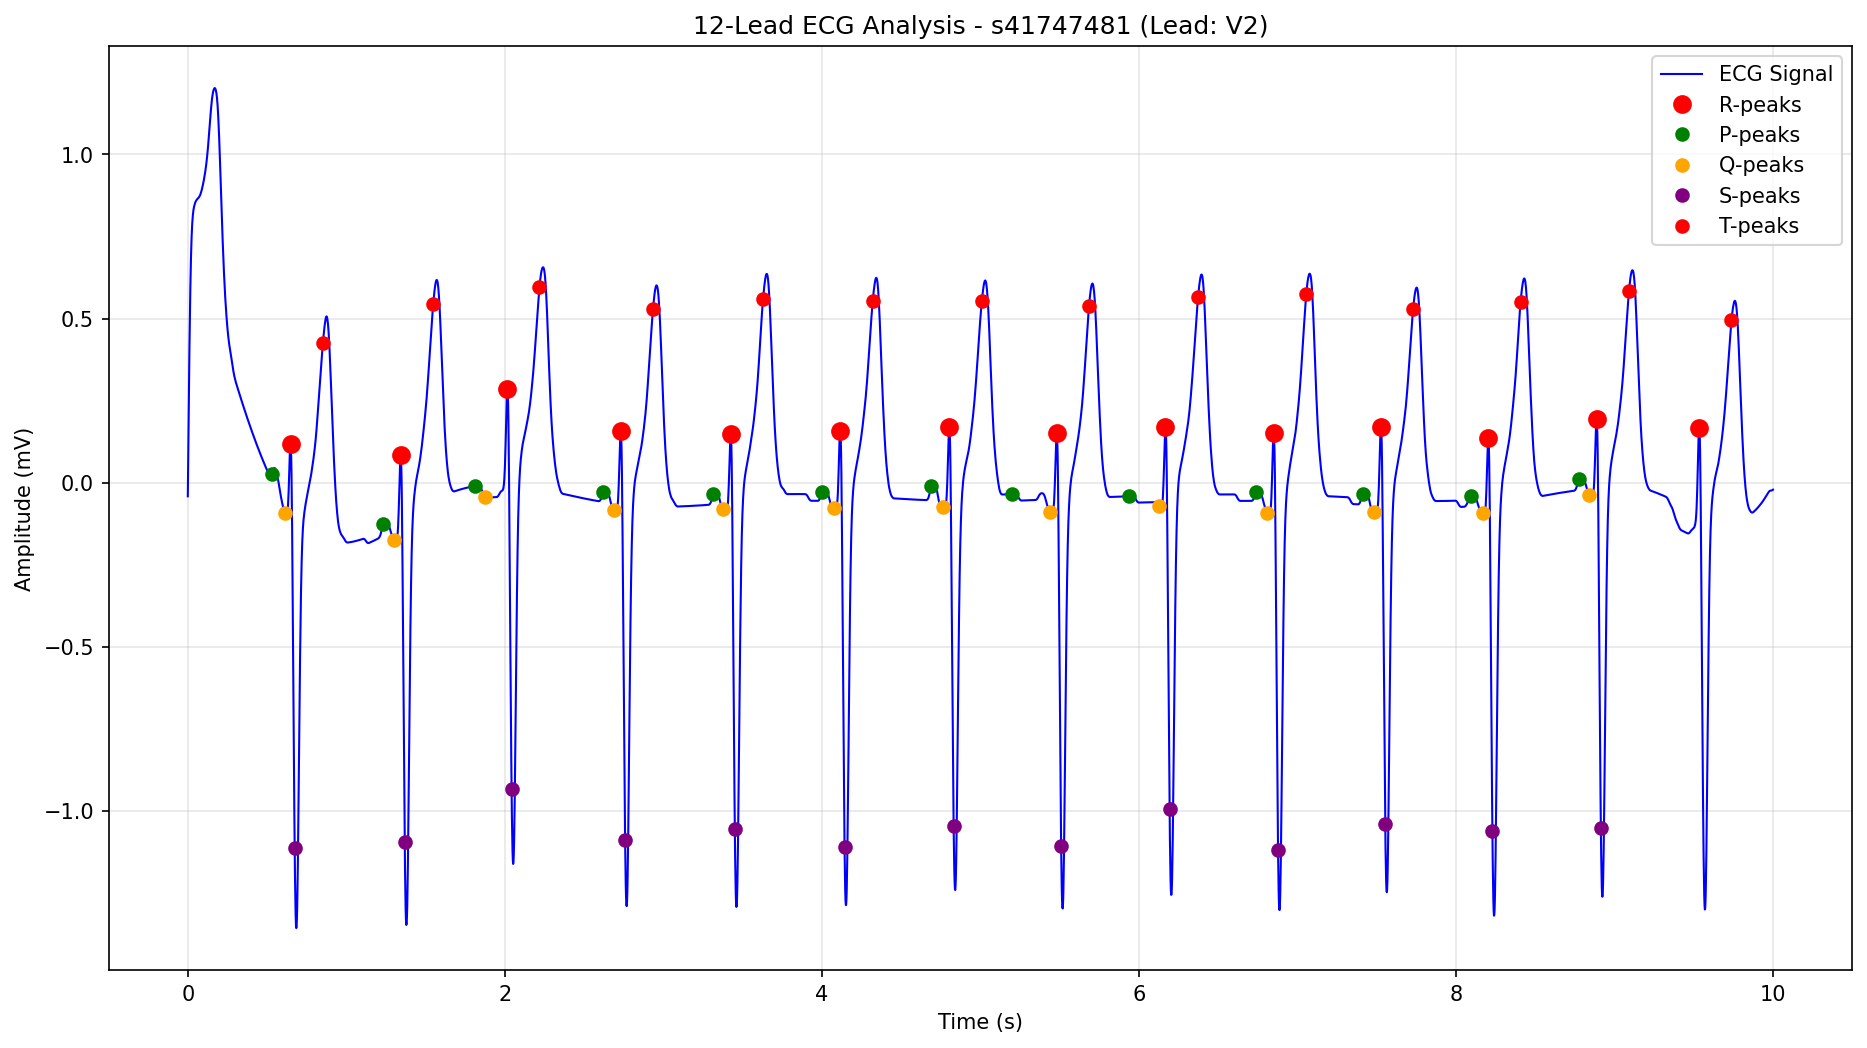 12-Lead ECG Analysis - s41747481 (Lead: V2)
ECG Signal
R-peaks
P-peaks
Q-peaks
S-peaks
T-peaks
Amplitude (mV)
1.0
0.5
0.0
−0.5
−1.0
0 2 4 6 8 10
Time (s)